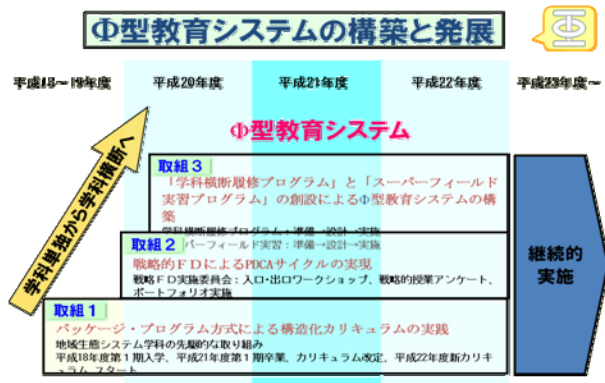 Φ型教育システムの構築と発展
Φ
平成18~19年度 平成20年度 平成21年度 平成22年度 平成23年度~
Φ型教育システム
学科単独から学科横断へ
取組3
「学科横断履修プログラム」と「スーパーフィールド
実習プログラム」の創設によるΦ型教育システムの構
築
学科横断履修プログラム:準備→設計→実施
パーフィールド実習:準備→設計→実施
取組2
戦略的FDによるPDCAサイクルの実現
戦略FD実施委員会:入口・出口ワークショップ、戦略的授業アンケート、
ポートフォリオ実施
継続的
実施
取組1
パッケージ・プログラム方式による構造化カリキュラムの実践
地域生態システム学科の先駆的な取り組み
平成18年度第1期入学、平成21年度第1期卒業、カリキュラム改定、平成22年度新カリキ
ュラム スタート